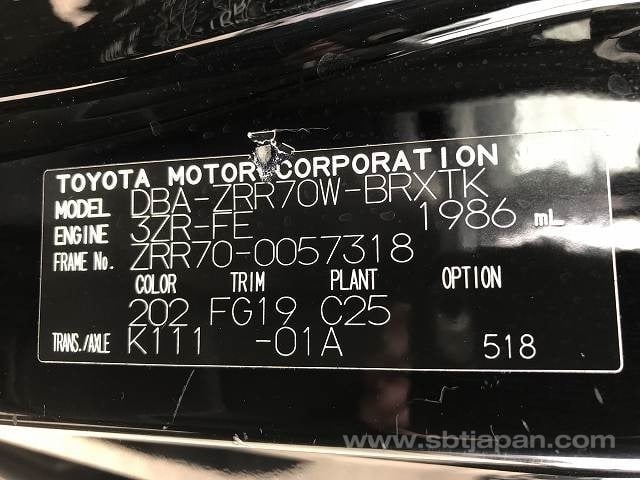 TOYOTA MOTOR CORPORATION
MODEL DBA-ZRR70W-BRXTK
ENGINE 3ZR-FE 1986 mL
FRAME No. ZRR70-0057318
COLOR TRIM PLANT OPTION
202 FG19 C25
TRANS./AXLE K111 -01A 518
www.sbtjapan.com